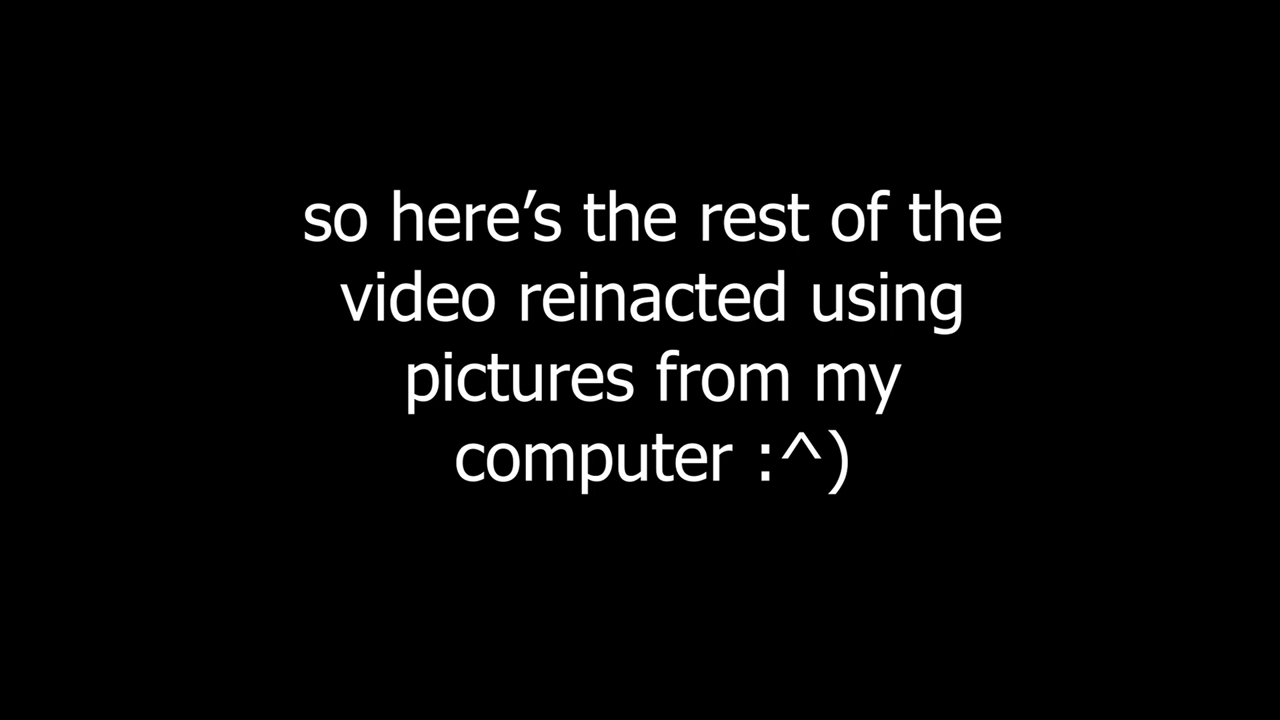 so here’s the rest of the
video reinacted using
pictures from my
computer :^)